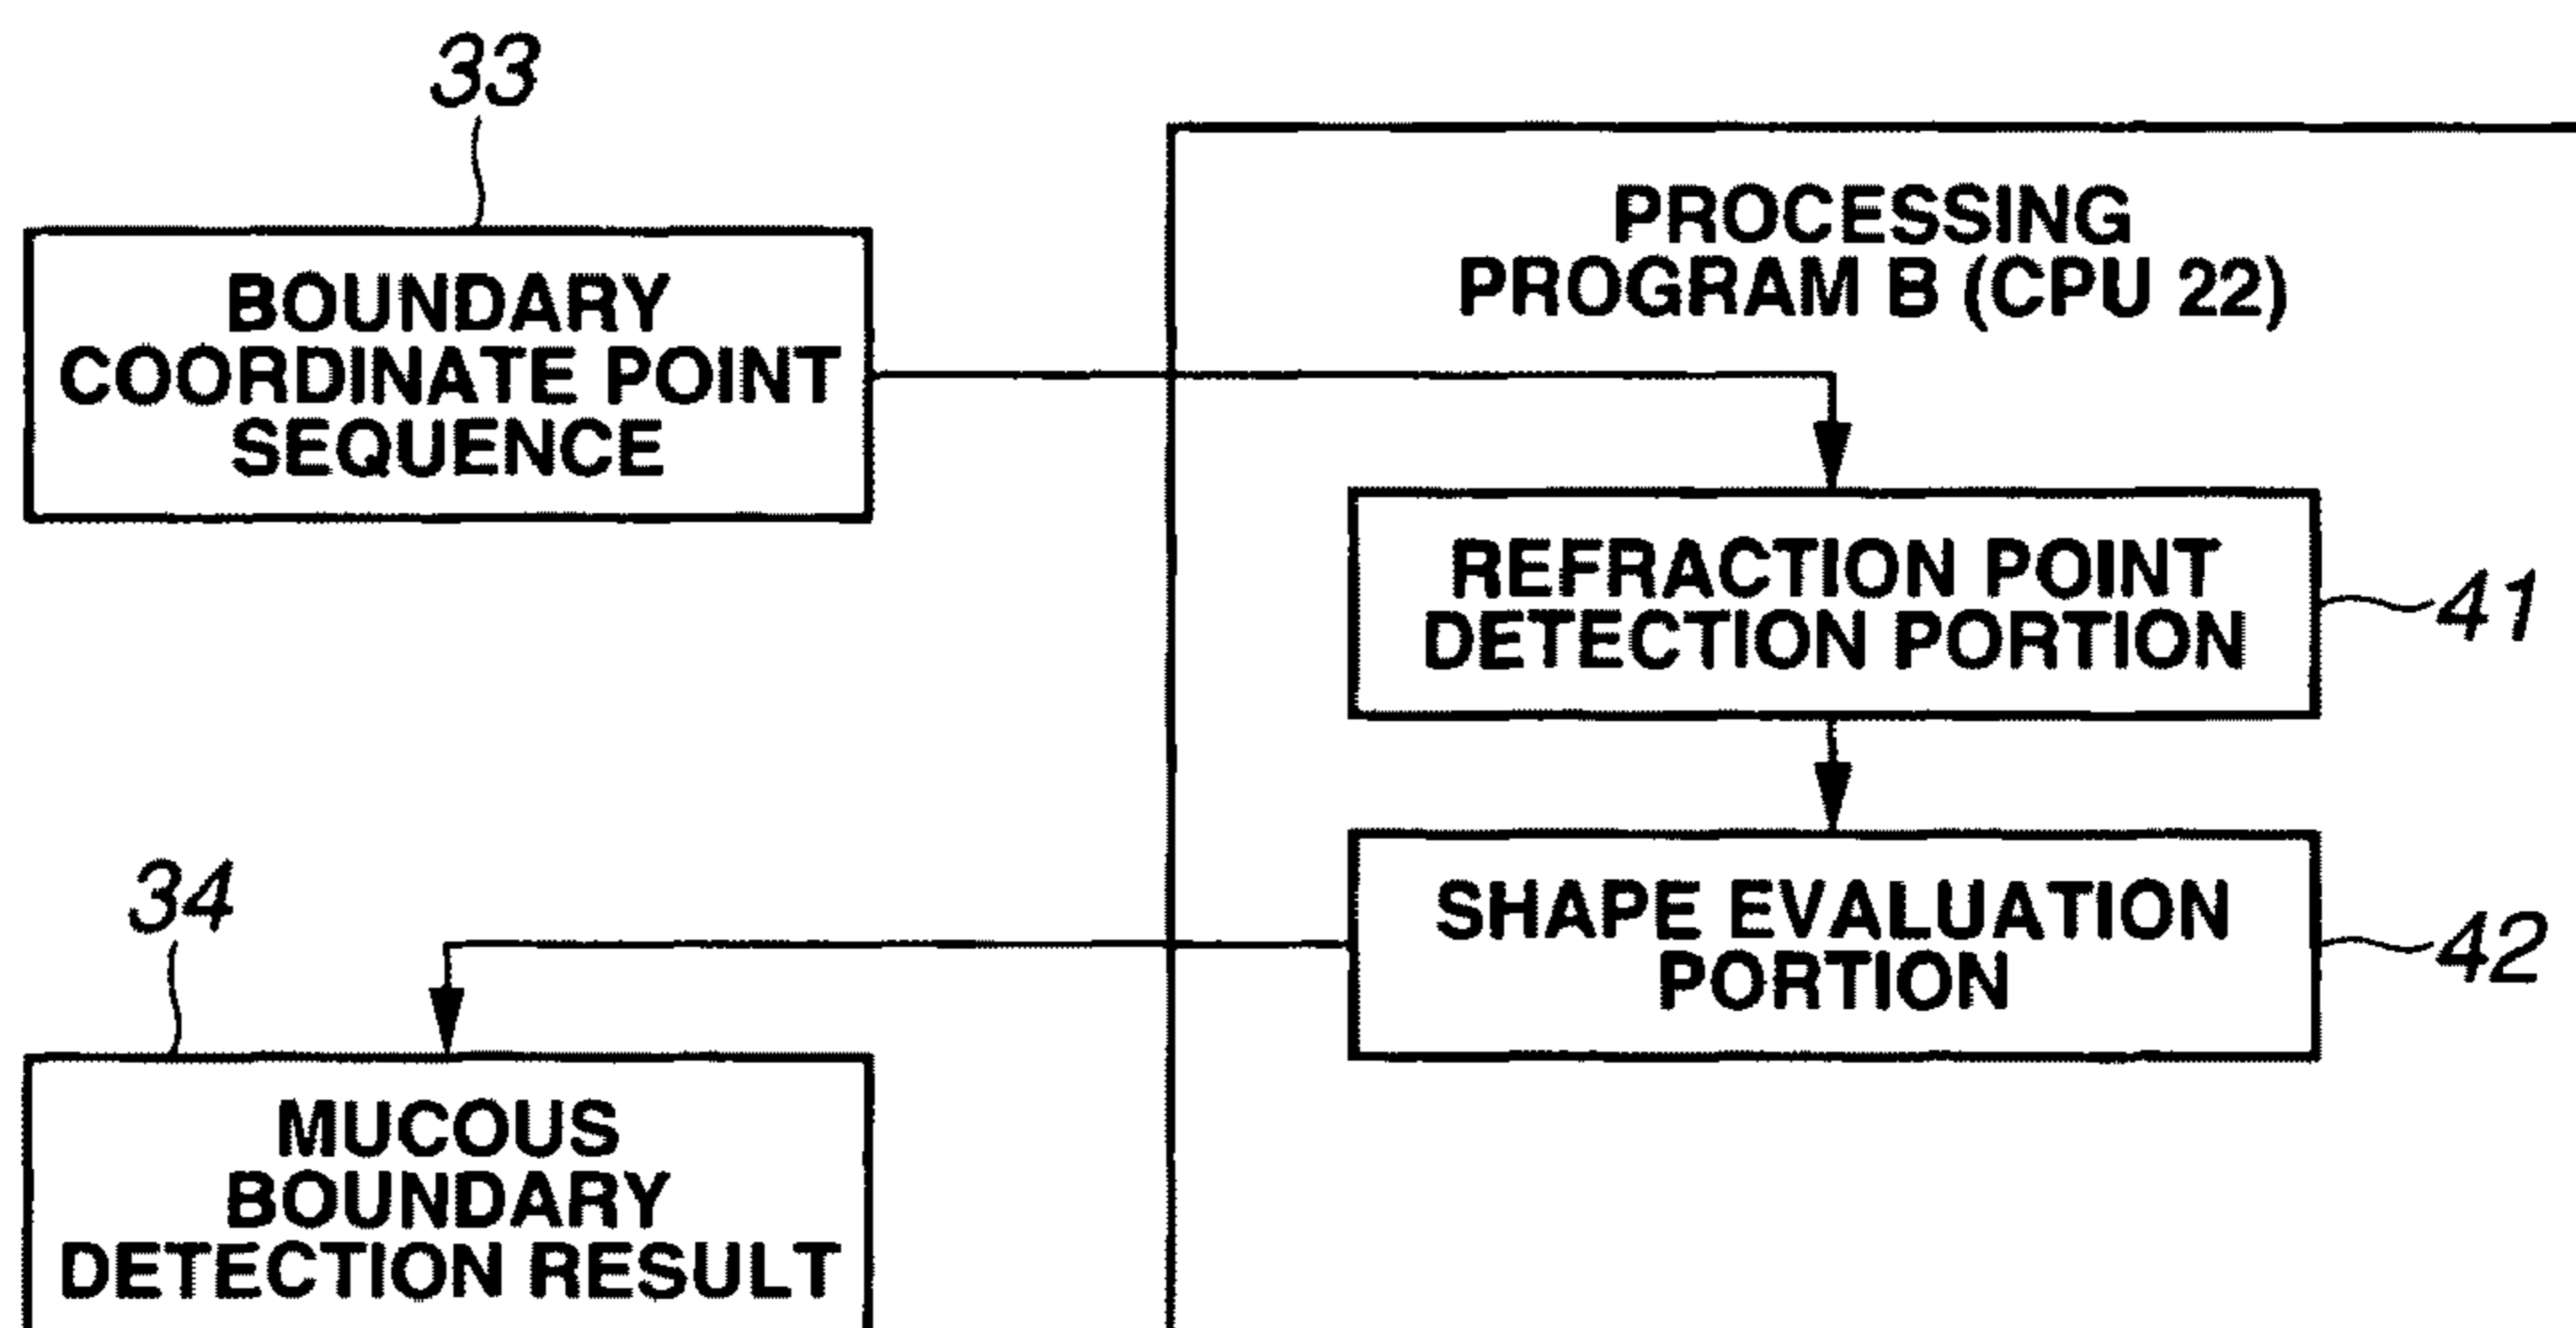 33
BOUNDARY
COORDINATE POINT
SEQUENCE
PROCESSING
PROGRAM B (CPU 22)
REFRACTION POINT
DETECTION PORTION
41
SHAPE EVALUATION
PORTION
42
34
MUCOUS
BOUNDARY
DETECTION RESULT